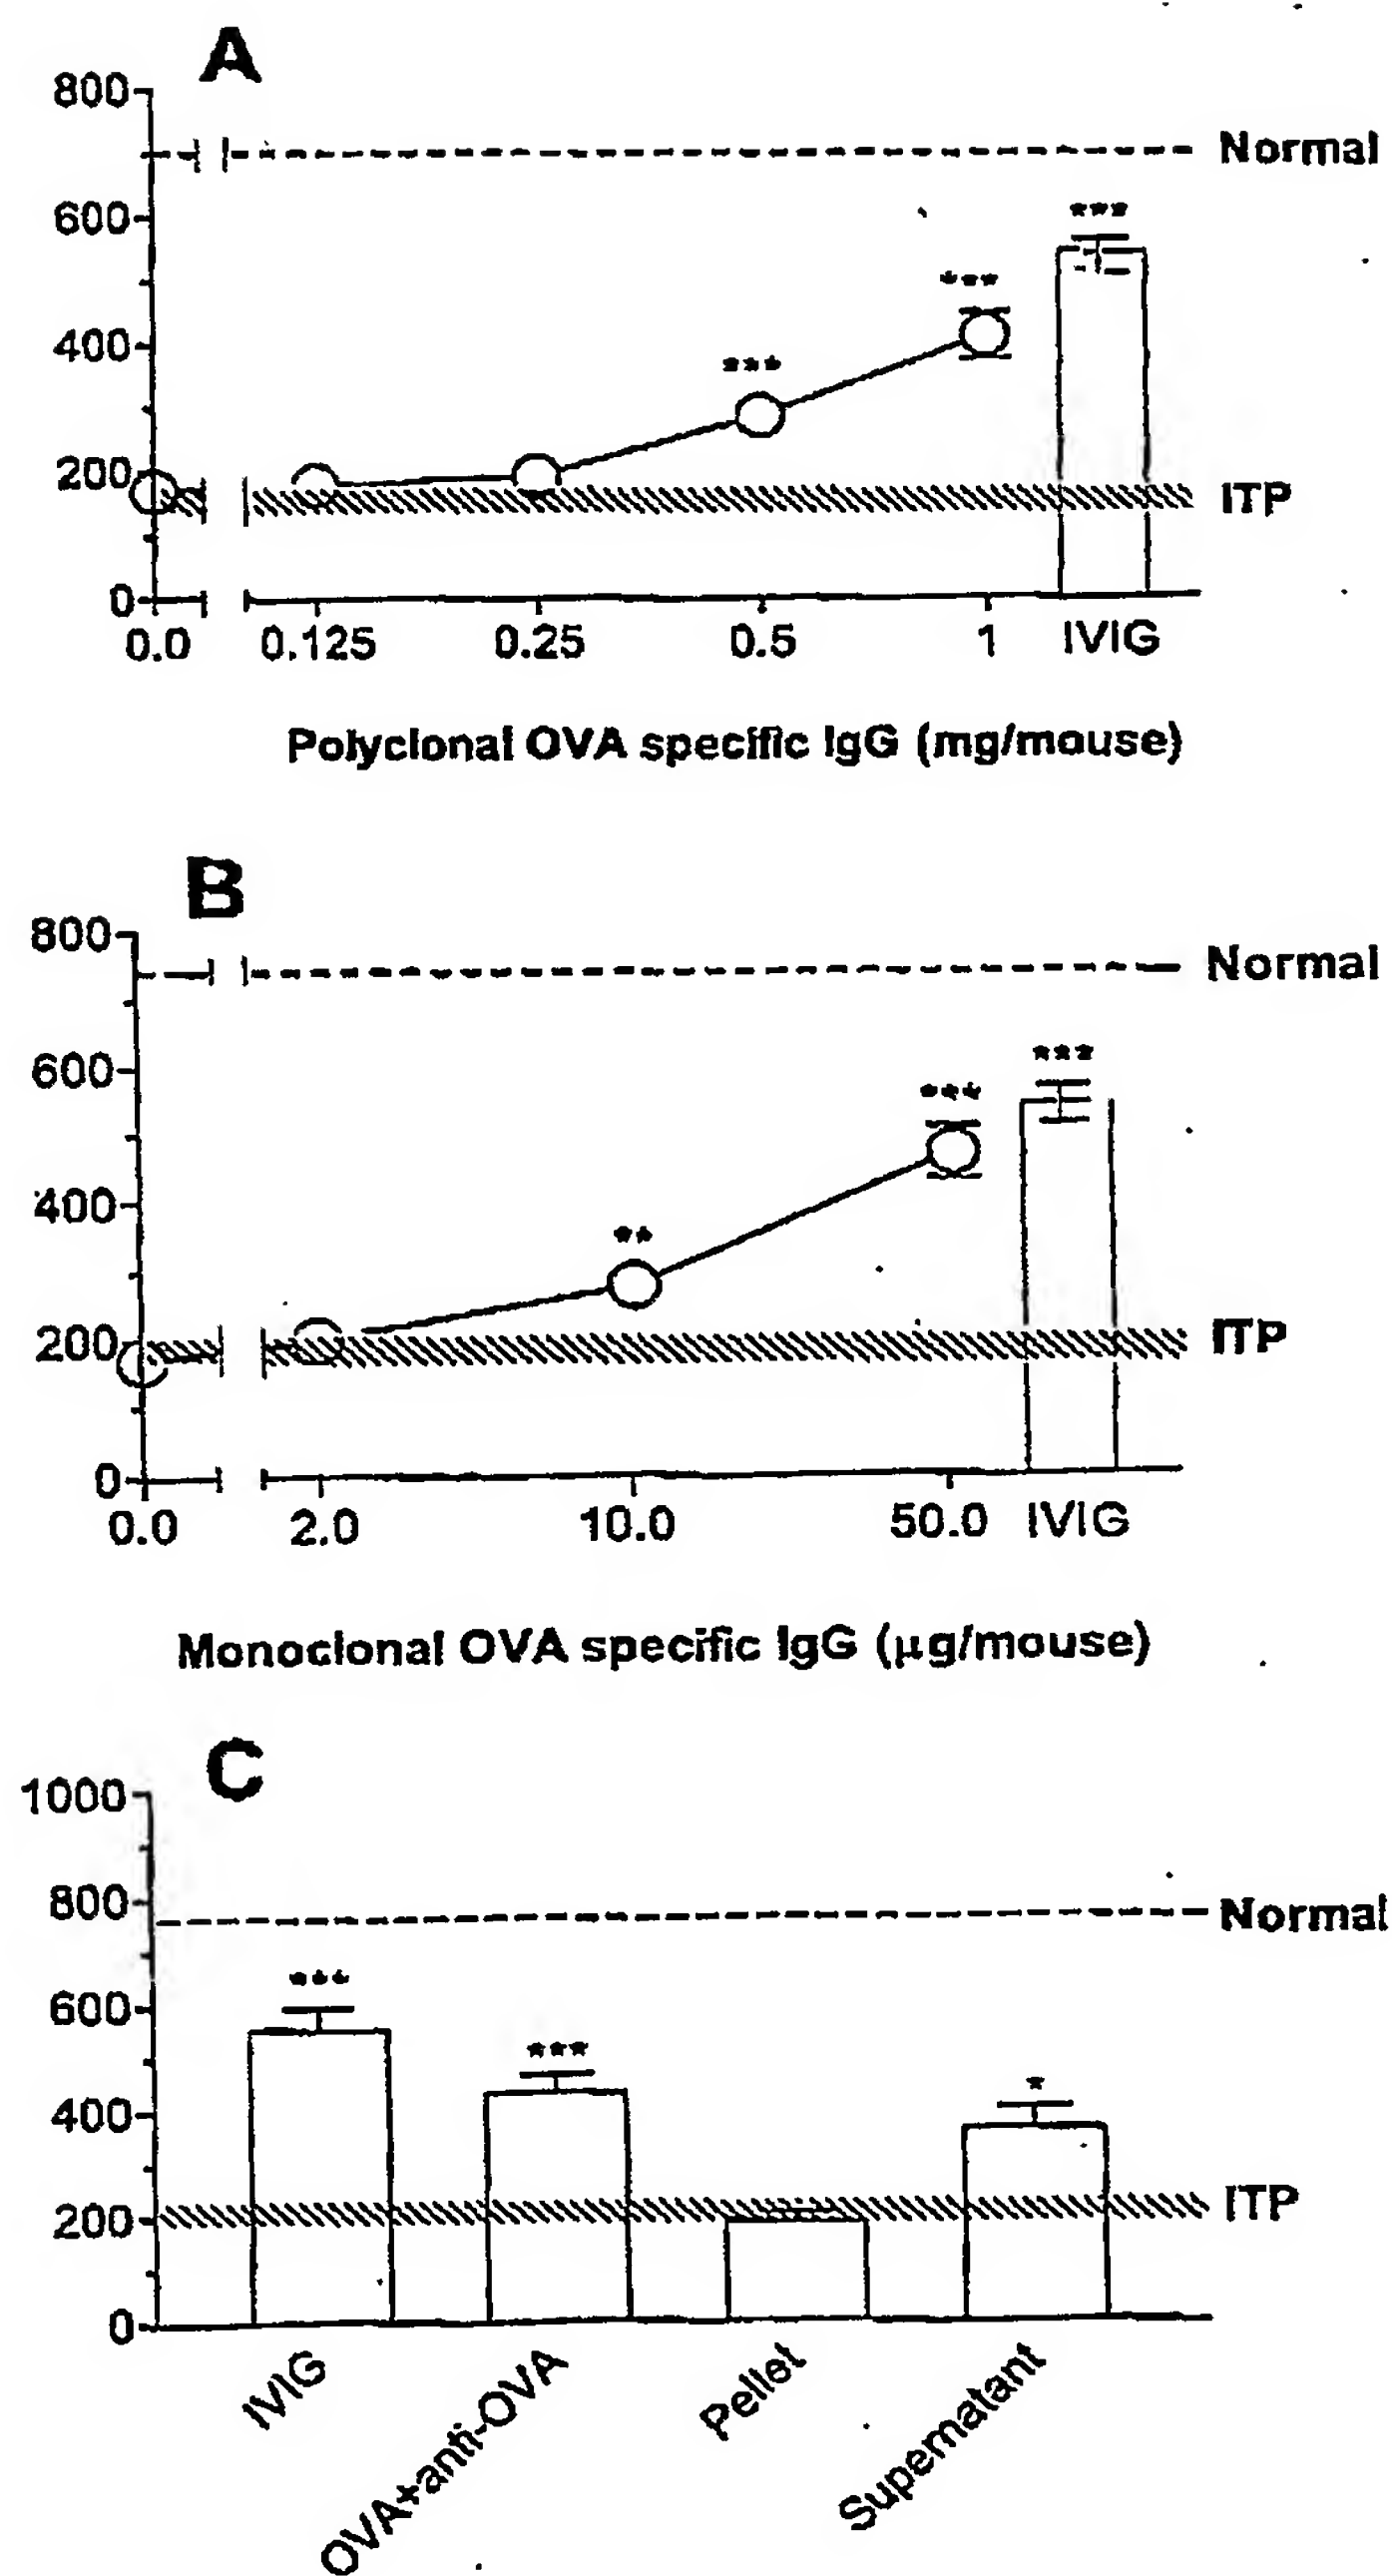 A
800
Normal
600
***
***
400
***
200
ITP
0
0.0 0.125 0.25 0.5 1 IVIG
Polyclonal OVA specific IgG (mg/mouse)
B
800
Normal
600
***
***
400
**
200
ITP
0
0.0 2.0 10.0 50.0 IVIG
Monoclonal OVA specific IgG (µg/mouse)
C
1000
800
Normal
600
***
***
*
400
200
ITP
0
IVIG
OVA+anti-OVA
Pellet
Supernatant